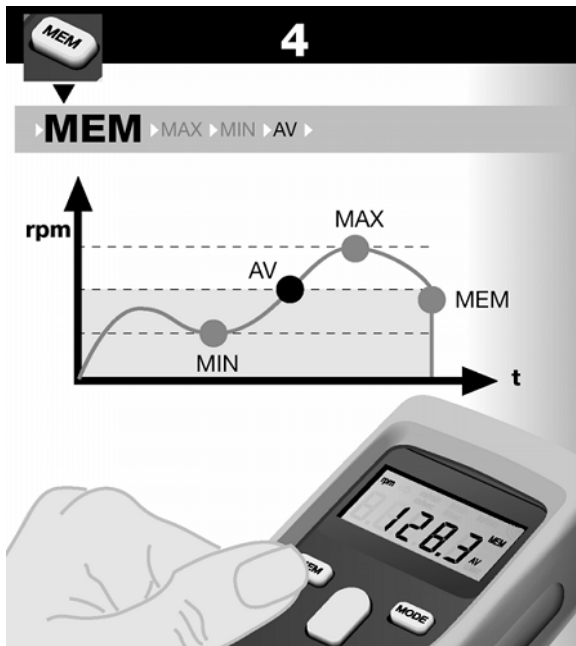 MEM
4
MEM MAX MIN AV
rpm
MAX
AV
MEM
MIN
t
rpm
128.3 MEM
AV
MODE